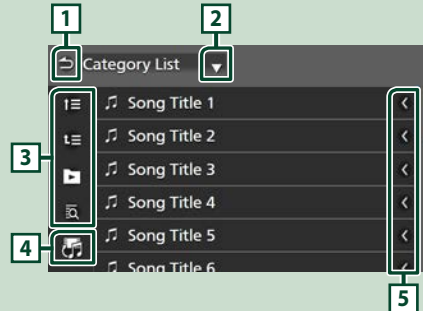 1 2
Category List
Song Title 1
Song Title 2
Song Title 3
3
Song Title 4
Song Title 5
4
Song Title 6
5